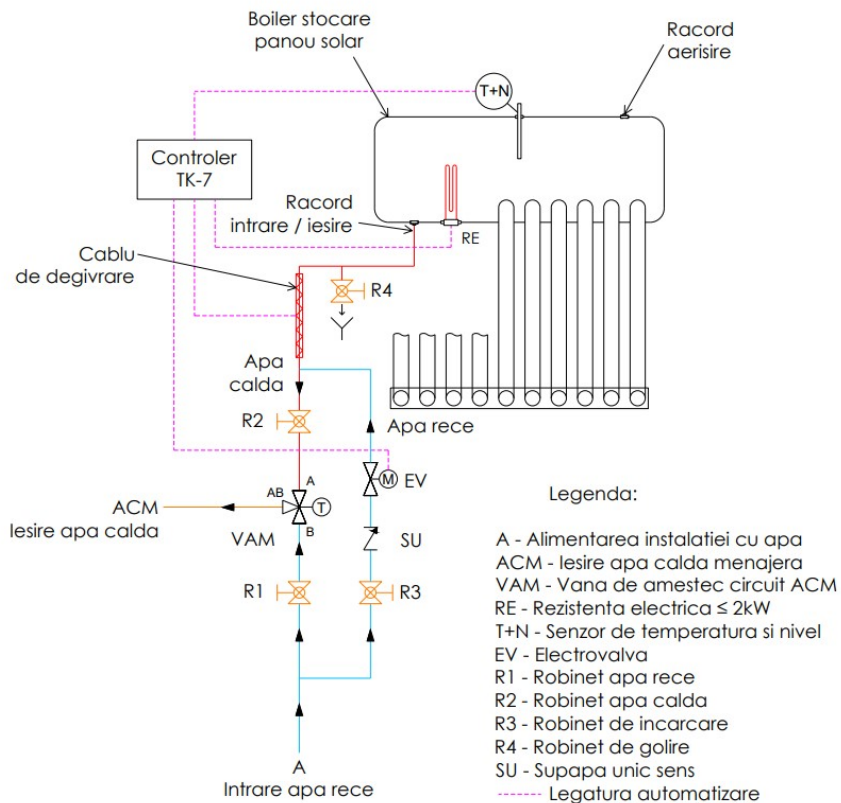 Boiler stocare
panou solar
Racord
aerisire
T+N
Controler
TK-7
Racord
intrare / iesire
RE
Cablu
de degivrare
R4
Apa
calda
R2
Apa rece
M
EV
A
AB
T
ACM
Iesire apa calda
B
VAM
SU
R1
R3
A
Intrare apa rece
Legenda:
A - Alimentarea instalatiei cu apa
ACM - Iesire apa calda menajera
VAM - Vana de amestec circuit ACM
RE - Rezistenta electrica ≤ 2kW
T+N - Senzor de temperatura si nivel
EV - Electrovalva
R1 - Robinet apa rece
R2 - Robinet apa calda
R3 - Robinet de incarcare
R4 - Robinet de golire
SU - Supapa unic sens
Legatura automatizare